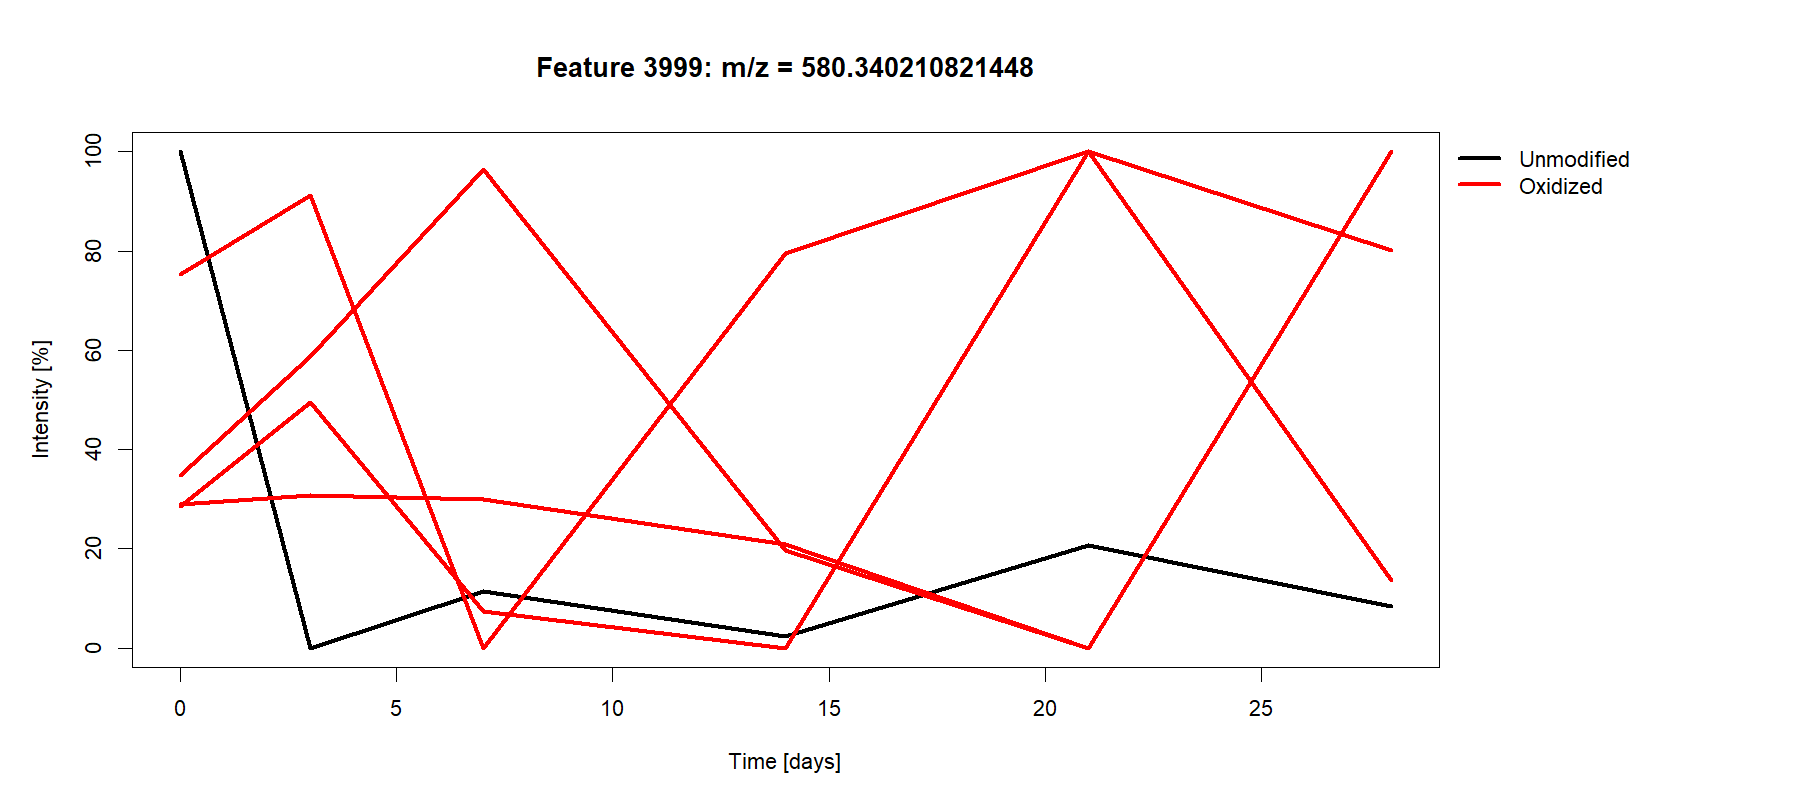 Feature 3999: m/z = 580.340210821448
Unmodified
Oxidized
100
80
60
40
20
0
Intensity [%]
0 5 10 15 20 25
Time [days]